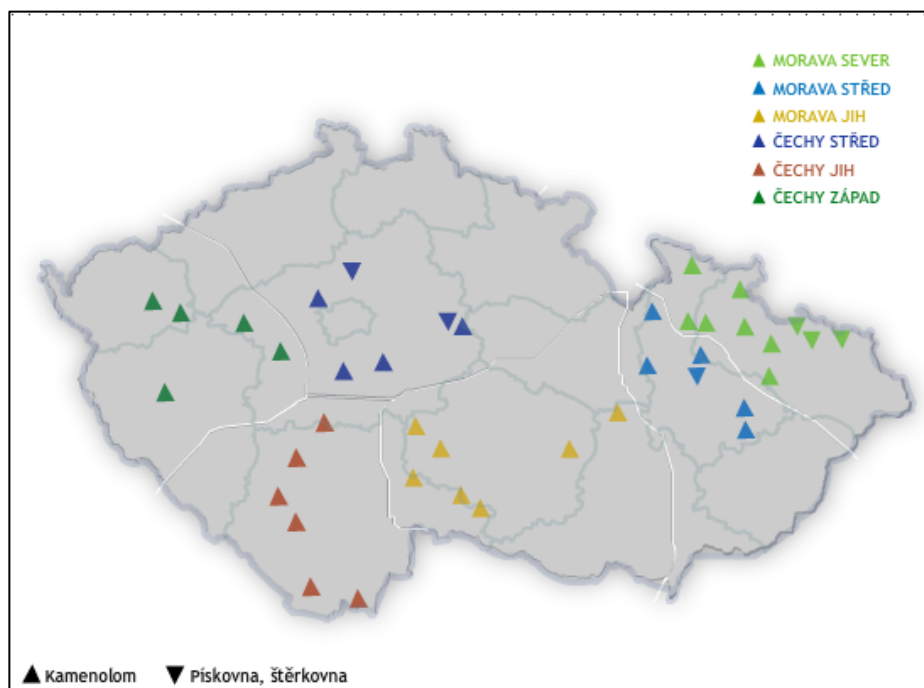 MORAVA SEVER
MORAVA STŘED
MORAVA JIH
ČECHY STŘED
ČECHY JIH
ČECHY ZÁPAD
Kamenolom
Pískovna, štěrkovna